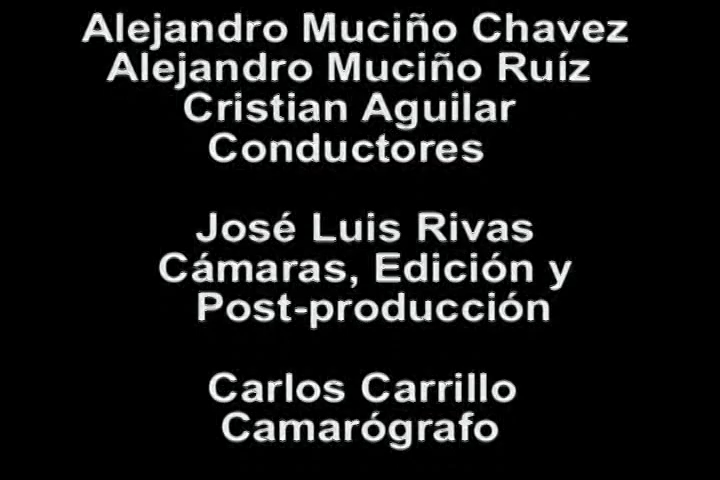 Alejandro Muciño Chavez
Alejandro Muciño Ruíz
Cristian Aguilar
Conductores
José Luis Rivas
Cámaras, Edición y
Post-producción
Carlos Carrillo
Camarógrafo